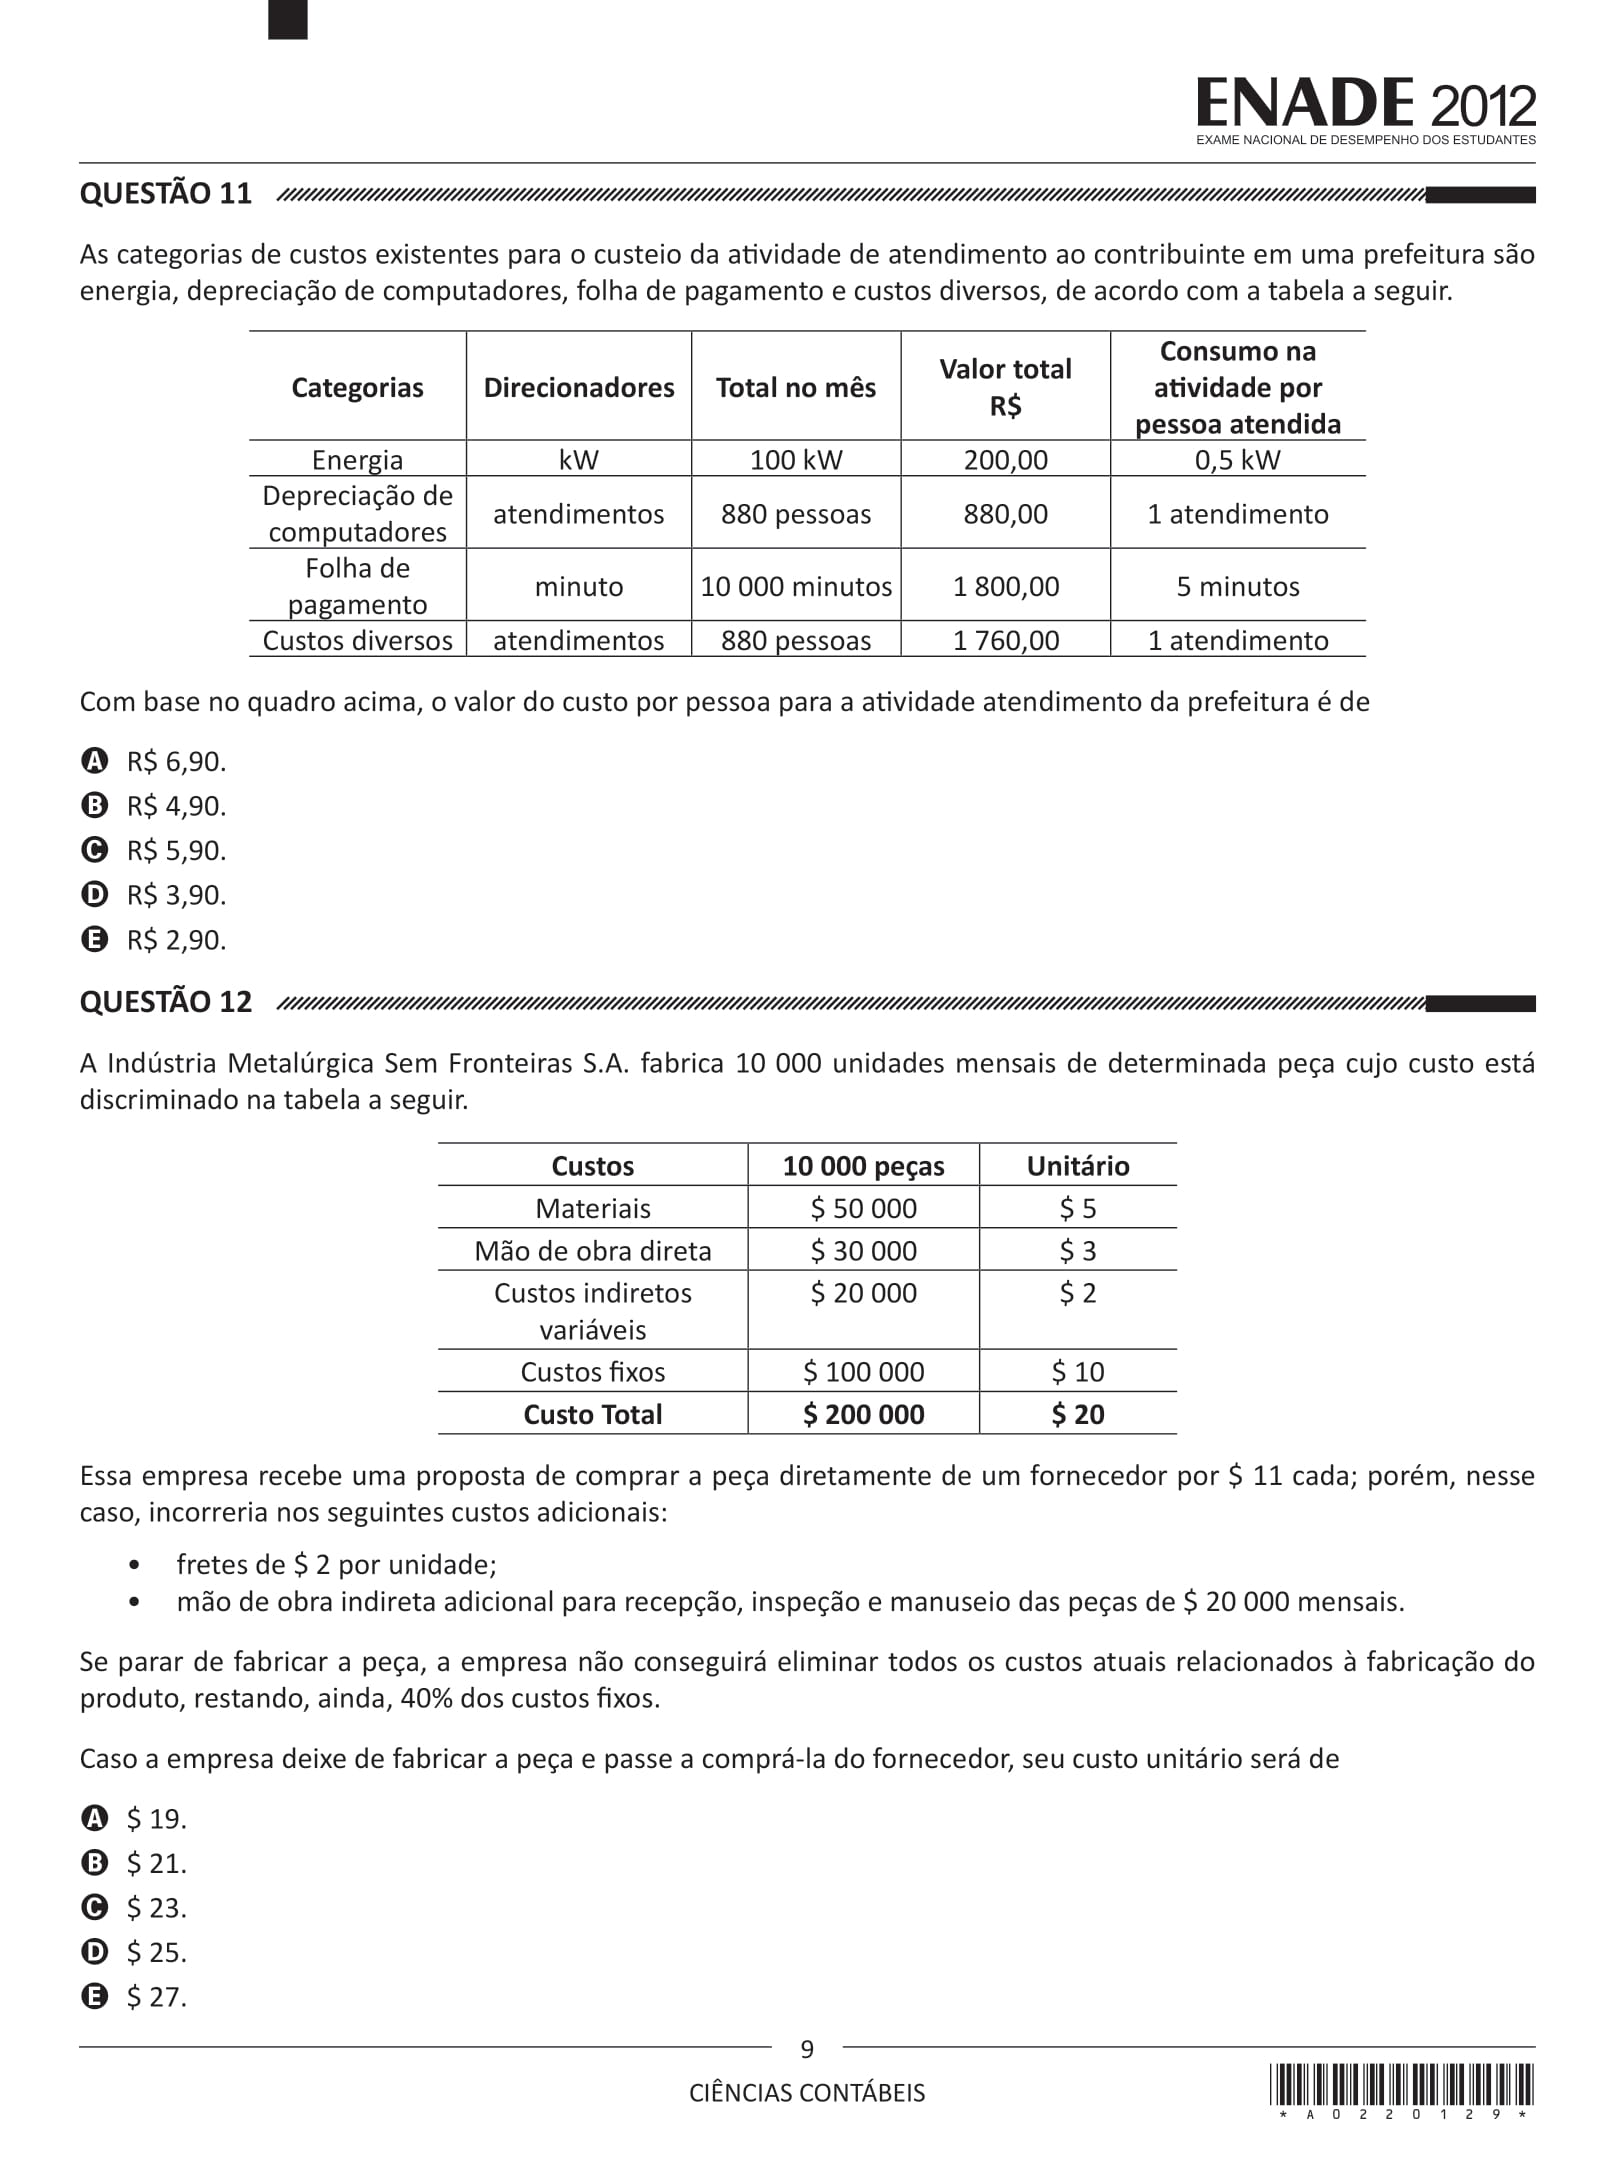 ENADE 2012
EXAME NACIONAL DE DESEMPENHO DOS ESTUDANTES
QUESTÃO 11
As categorias de custos existentes para o custeio da atividade de atendimento ao contribuinte em uma prefeitura são
energia, depreciação de computadores, folha de pagamento e custos diversos, de acordo com a tabela a seguir.
Categorias Direcionadores Total no mês Valor total R$ Consumo na atividade por pessoa atendida
Energia kW 100 kW 200,00 0,5 kW
Depreciação de computadores atendimentos 880 pessoas 880,00 1 atendimento
Folha de pagamento minuto 10 000 minutos 1 800,00 5 minutos
Custos diversos atendimentos 880 pessoas 1 760,00 1 atendimento
Com base no quadro acima, o valor do custo por pessoa para a atividade atendimento da prefeitura é de
A R$ 6,90.
B R$ 4,90.
C R$ 5,90.
D R$ 3,90.
E R$ 2,90.
QUESTÃO 12
A Indústria Metalúrgica Sem Fronteiras S.A. fabrica 10 000 unidades mensais de determinada peça cujo custo está
discriminado na tabela a seguir.
Custos 10 000 peças Unitário
Materiais $ 50 000 $ 5
Mão de obra direta $ 30 000 $ 3
Custos indiretos variáveis $ 20 000 $ 2
Custos fixos $ 100 000 $ 10
Custo Total $ 200 000 $ 20
Essa empresa recebe uma proposta de comprar a peça diretamente de um fornecedor por $ 11 cada; porém, nesse
caso, incorreria nos seguintes custos adicionais:
• fretes de $ 2 por unidade;
• mão de obra indireta adicional para recepção, inspeção e manuseio das peças de $ 20 000 mensais.
Se parar de fabricar a peça, a empresa não conseguirá eliminar todos os custos atuais relacionados à fabricação do
produto, restando, ainda, 40% dos custos fixos.
Caso a empresa deixe de fabricar a peça e passe a comprá-la do fornecedor, seu custo unitário será de
A $ 19.
B $ 21.
C $ 23.
D $ 25.
E $ 27.
9
CIÊNCIAS CONTÁBEIS
* A 0 2 2 0 1 2 9 *